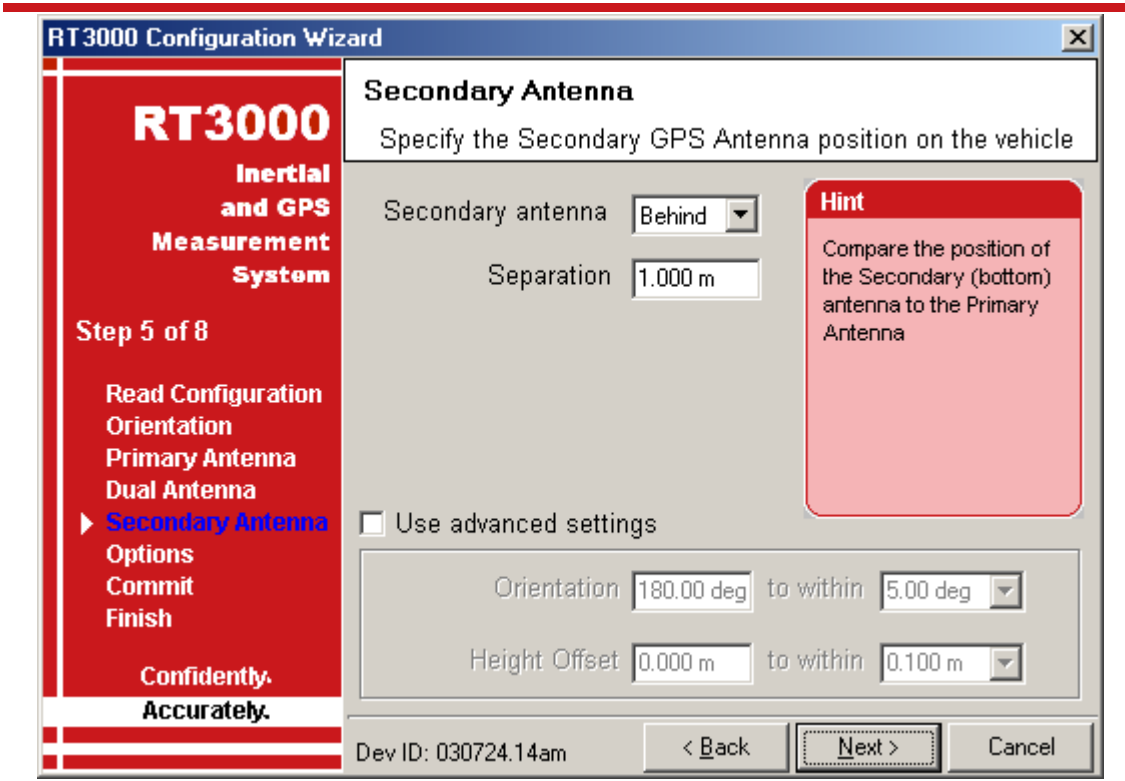 RT3000 Configuration Wizard
RT3000
Inertial
and GPS
Measurement
System
Step 5 of 8
Read Configuration
Orientation
Primary Antenna
Dual Antenna
Secondary Antenna
Options
Commit
Finish
Confidently.
Accurately.
Secondary Antenna
Specify the Secondary GPS Antenna position on the vehicle
Secondary antenna Behind
Separation 1.000 m
Hint
Compare the position of
the Secondary (bottom)
antenna to the Primary
Antenna
Use advanced settings
Orientation 180.00 deg to within 5.00 deg
Height Offset 0.000 m to within 0.100 m
Dev ID: 030724.14am
< Back Next > Cancel